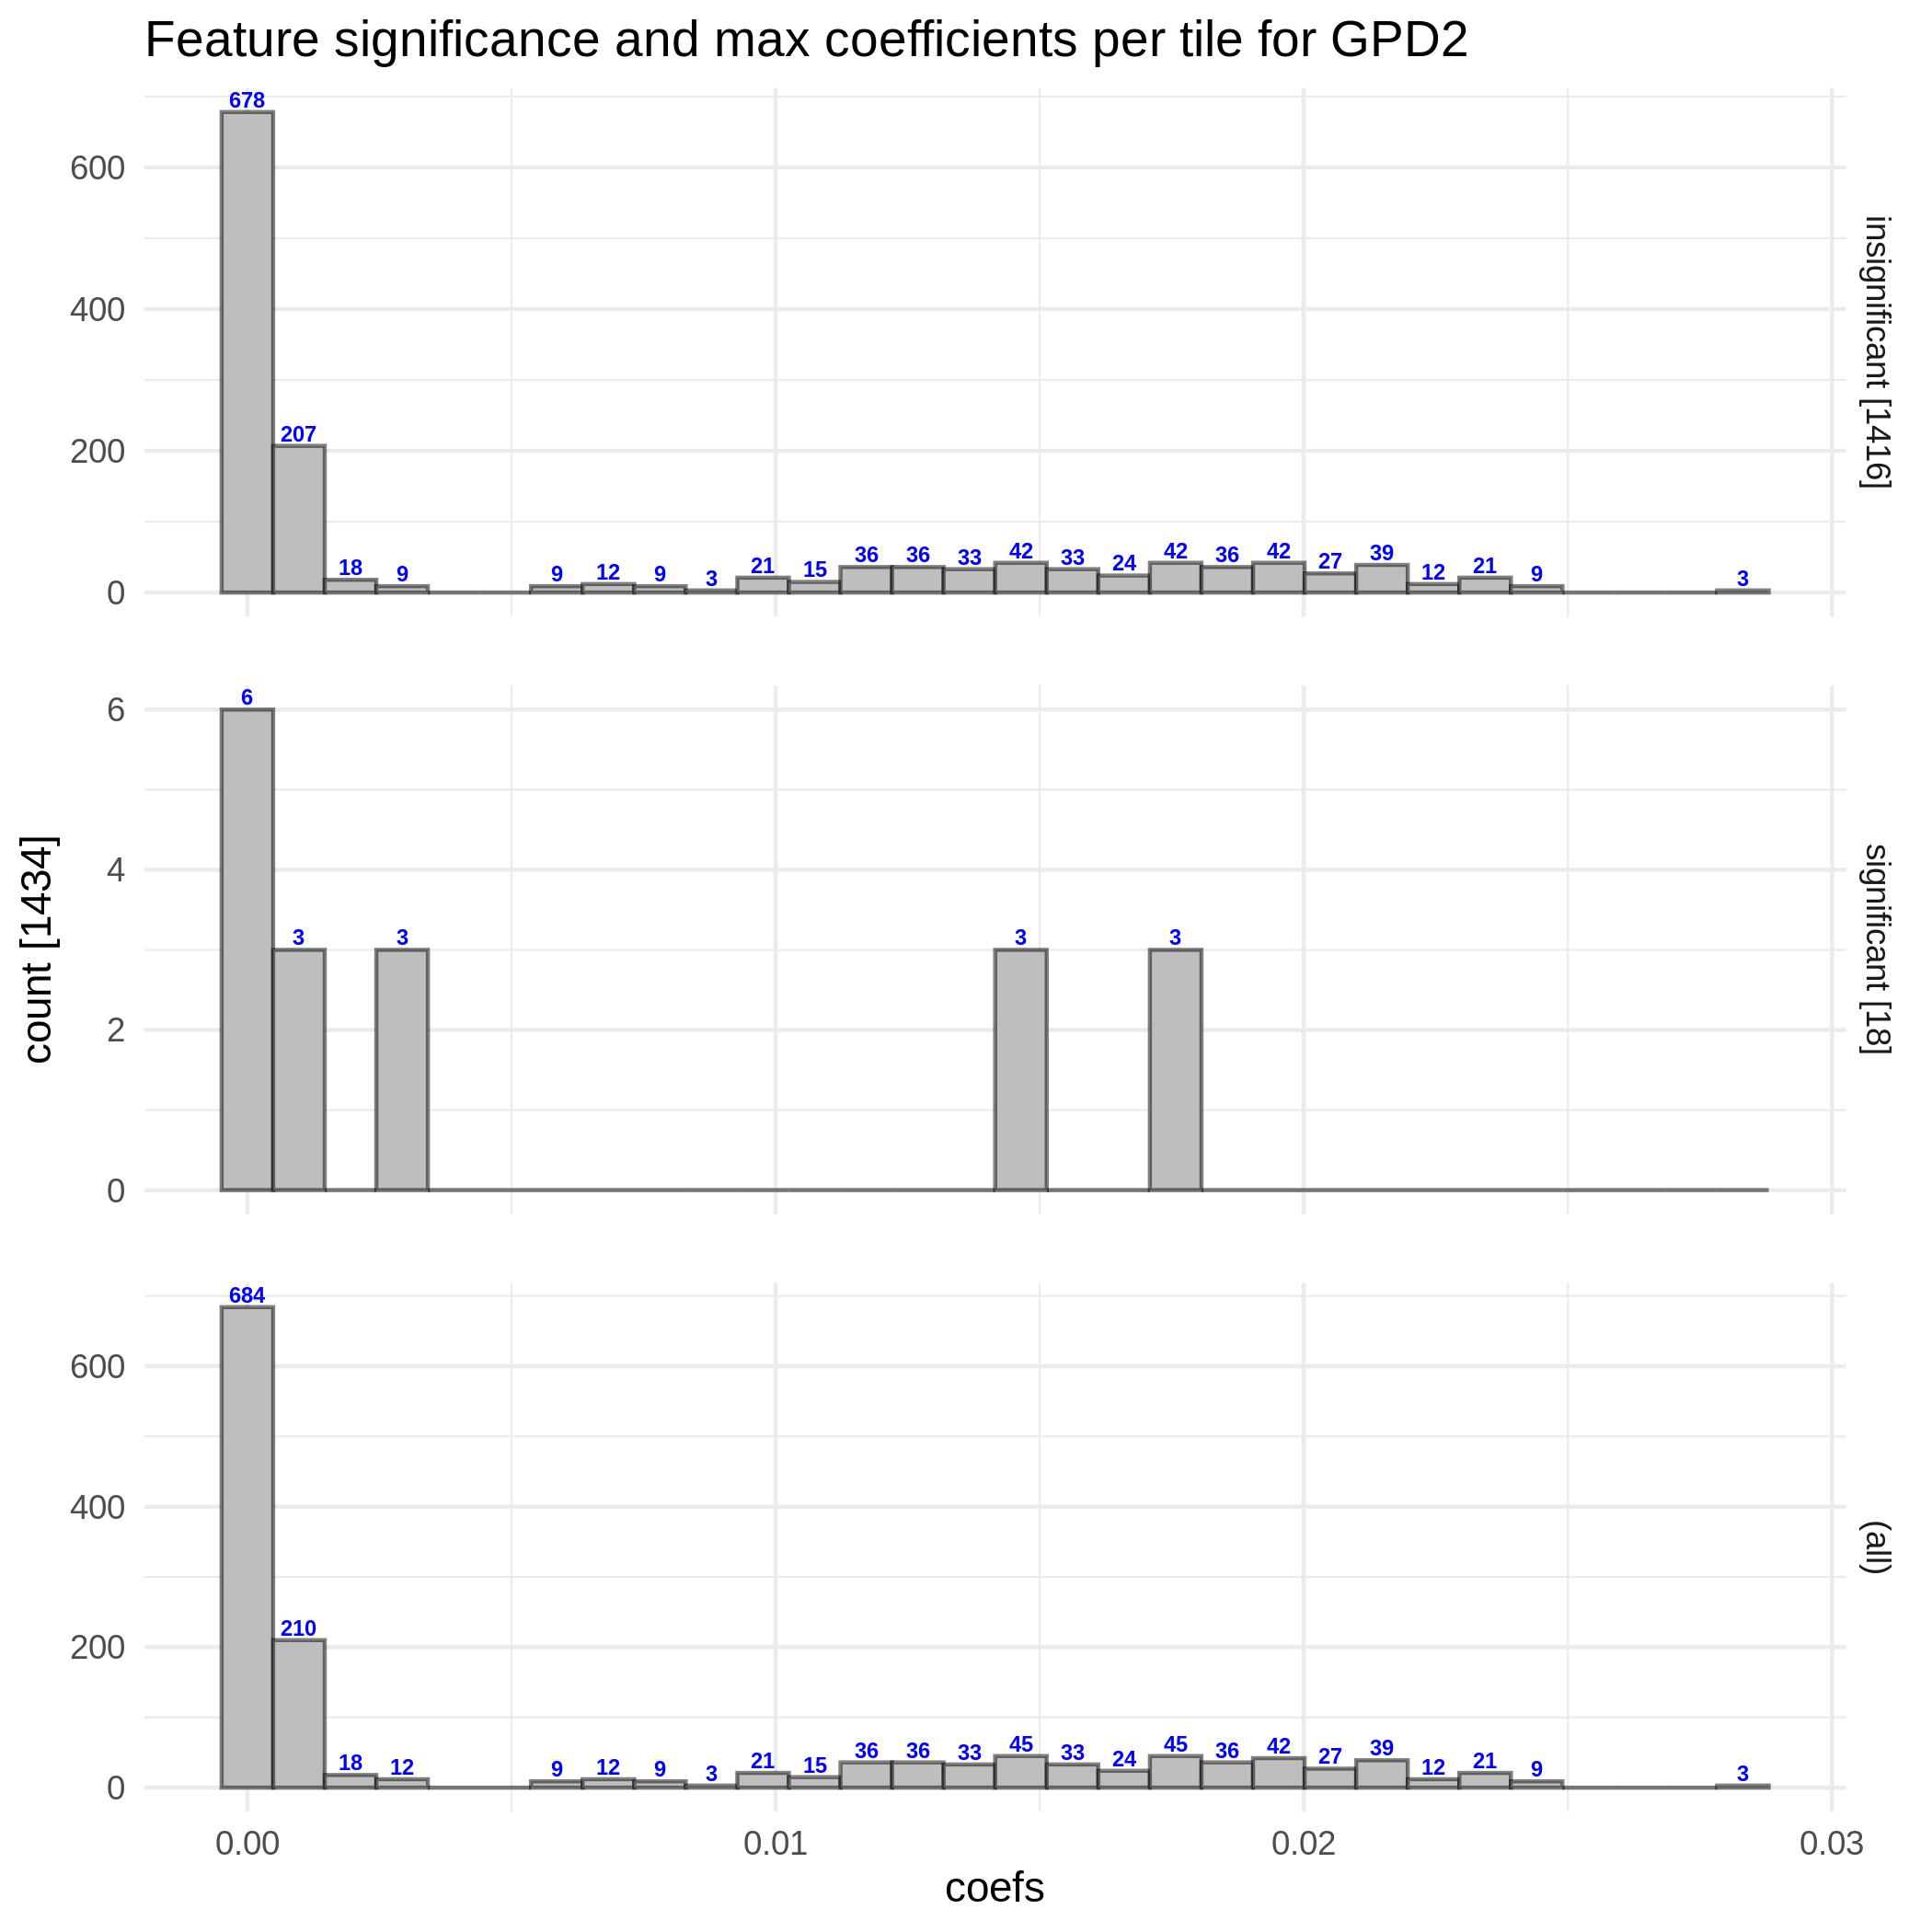 Feature significance and max coefficients per tile for GPD2
678
600
400
207
200
18 9 9 12 9 3 21 15 36 36 33 42 33 24 42 36 42 27 39 12 21 9 3
0
insignificant [1416]
6
6
4
3 3 3 3
2
0
significant [18]
count [1434]
684
600
400
210
200
18 12 9 12 9 3 21 15 36 36 33 45 33 24 45 36 42 27 39 12 21 9 3
0
(all)
0.00 0.01 0.02 0.03
coefs